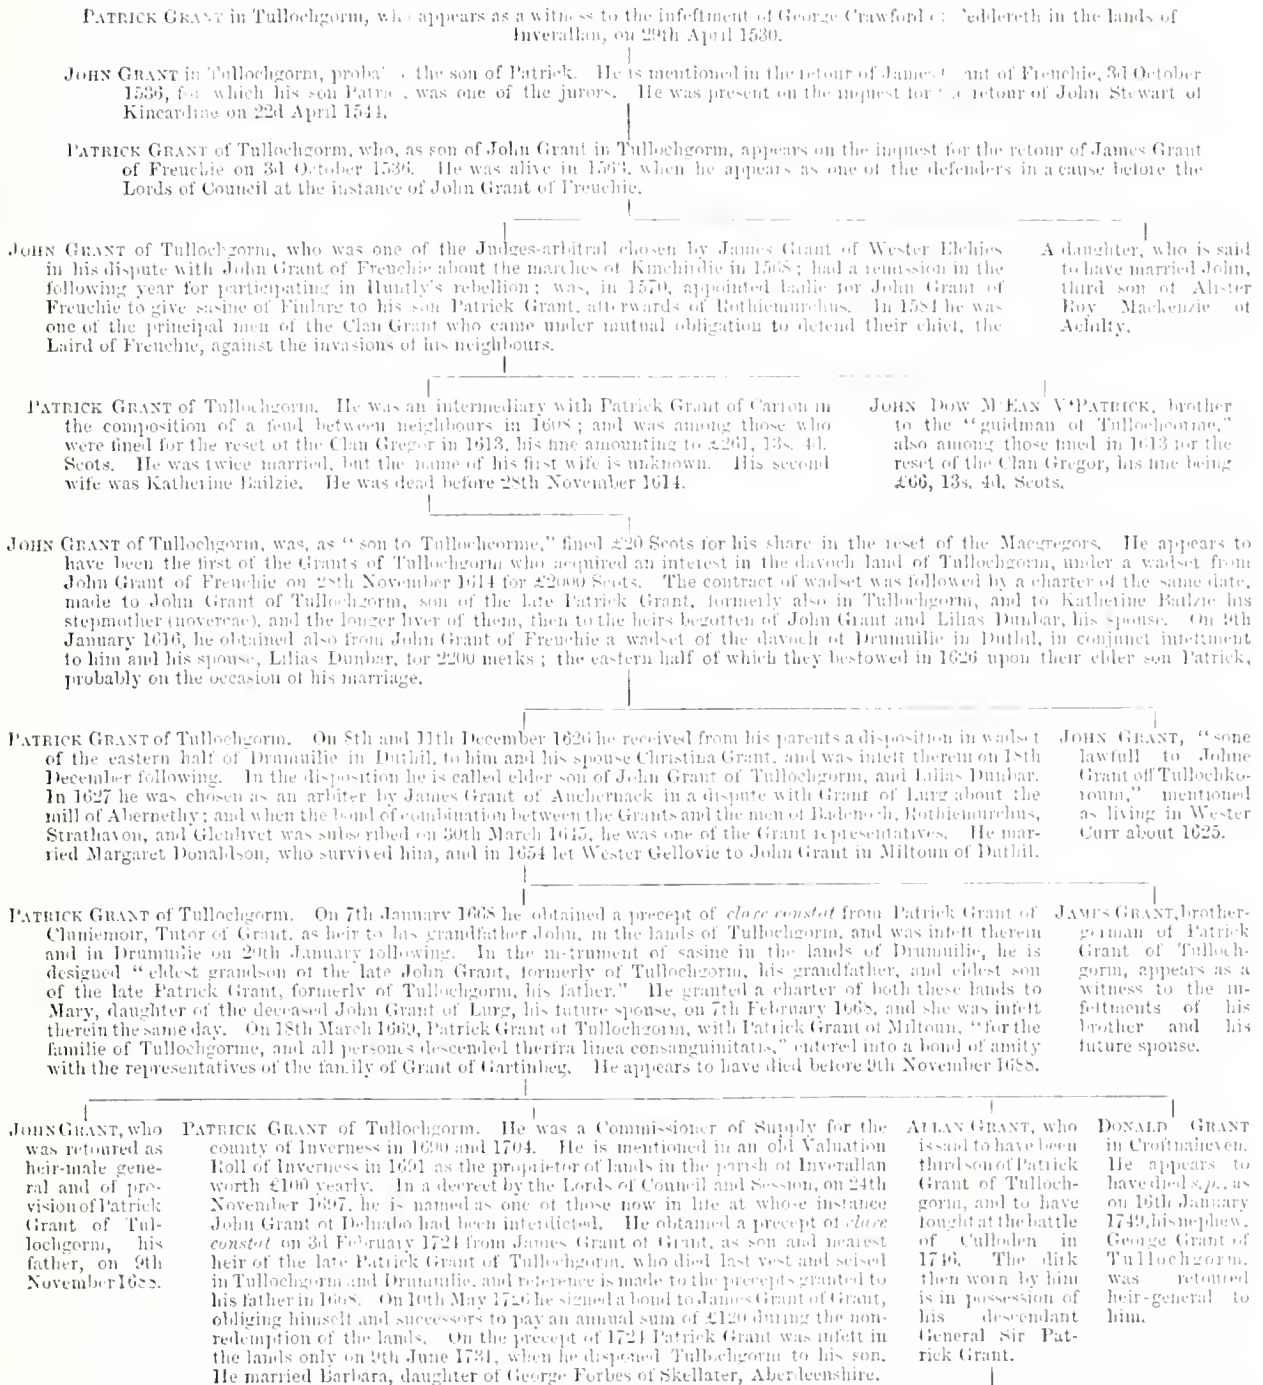 PATRICK GRANT in Tullochgorm, who appears as a witness to the infeftment of George Crawford eddereth in the lands of
Inverallan, on 29th April 1530.
JOHN GRANT in Tullochgorm, the son of Patrick. He is mentioned in the retour of James ant of Freuchie, 3d October
1536, for which his son Patri , was one of the jurors. He was present on the inquest for retour of John Stewart of
Kincardine on 22d April 1544.
PATRICK GRANT of Tullochgorm, who, as son of John Grant in Tullochgorm, appears on the inquest for the retour of James Grant
of Freuchie on 3d October 1536. He was alive in when he appears as one of the defenders in a cause before the
Lords of Council at the instance of John Grant of Freuchie.
JOHN GRANT of Tullochgorm, who was one of the Judges-arbitral chosen by James Grant of Wester Elchies
in his dispute with John Grant of Freuchie about the marches of Kinchirdie in 1568; had a remission in the
following year for participating in Huntly's rebellion; was, in 1570, appointed bailie for John Grant of
Freuchie to give sasine of Finlarg to his son Patrick Grant, afterwards of Rothiemurchus. In 1584 he was
one of the principal men of the Clan Grant who came under mutual obligation to defend their chief, the
Laird of Freuchie, against the invasions of his neighbours.
A daughter, who is said
to have married John,
third son of Alister
Roy Mackenzie of
Achilty.
PATRICK GRANT of Tullochgorm. He was an intermediary with Patrick Grant of Carron in
the composition of a feud between neighbours in 1608; and was among those who
were fined for the reset of the Clan Gregor in 1613, his fine amounting to £261, 13s. 4d.
Scots. He was twice married, but the name of his first wife is unknown. His second
wife was Katherine Bailzie. He was dead before 28th November 1614.
JOHN DOW M'EAN V'PATRICK, brother
to the "guidman of Tullochcorme,"
also among those fined in 1613 for the
reset of the Clan Gregor, his fine being
£66, 13s. 4d. Scots.
JOHN GRANT of Tullochgorm, was, as "son to Tullochcorme," fined £20 Scots for his share in the reset of the Macgregors. He appears to
have been the first of the Grants of Tullochgorm who acquired an interest in the davoch land of Tullochgorm, under a wadset from
John Grant of Freuchie on 28th November 1614 for £2000 Scots. The contract of wadset was followed by a charter of the same date,
made to John Grant of Tullochgorm, son of the late Patrick Grant, formerly also in Tullochgorm, and to Katherine Bailzie his
stepmother (novercae), and the longer liver of them, then to the heirs begotten of John Grant and Lilias Dunbar, his spouse. On 9th
January 1616, he obtained also from John Grant of Freuchie a wadset of the davoch of Drumuilie in Duthil, in conjunct infeftment
to him and his spouse, Lilias Dunbar, for 2200 merks; the eastern half of which they bestowed in 1626 upon their elder son Patrick,
probably on the occasion of his marriage.
PATRICK GRANT of Tullochgorm. On 8th and 11th December 1626 he received from his parents a disposition in wadset
of the eastern half of Drumuilie in Duthil, to him and his spouse Christina Grant, and was infeft therein on 18th
December following. In the disposition he is called elder son of John Grant of Tullochgorm, and Lilias Dunbar.
In 1627 he was chosen as an arbiter by James Grant of Auchernack in a dispute with Grant of Lurg about the
mill of Abernethy; and when the bond of combination between the Grants and the men of Badenoch, Rothiemurchus,
Strathavon, and Glenlivet was subscribed on 30th March 1645, he was one of the Grant representatives. He mar-
ried Margaret Donaldson, who survived him, and in 1654 let Wester Gellovie to John Grant in Miltoun of Duthil.
JOHN GRANT, "sone
lawfull to Johne
Grant off Tullochko-
roum," mentioned
as living in Wester
Curr about 1625.
PATRICK GRANT of Tullochgorm. On 7th January 1668 he obtained a precept of clare constat from Patrick Grant of
Cluniemoir, Tutor of Grant, as heir to his grandfather John, in the lands of Tullochgorm, and was infeft therein
and in Drumuilie on 29th January following. In the instrument of sasine in the lands of Drumuilie, he is
designed "eldest grandson of the late John Grant, formerly of Tullochgorm, his grandfather, and eldest son
of the late Patrick Grant, formerly of Tullochgorm, his father." He granted a charter of both these lands to
Mary, daughter of the deceased John Grant of Lurg, his future spouse, on 7th February 1668, and she was infeft
therein the same day. On 18th March 1669, Patrick Grant of Tullochgorm, with Patrick Grant of Miltoun, "for the
familie of Tullochgorme, and all persones descended therfra linea consanguinitatis," entered into a bond of amity
with the representatives of the family of Grant of Gartinbeg. He appears to have died before 9th November 1688.
JAMES GRANT, brother-
german of Patrick
Grant of Tulloch-
gorm, appears as a
witness to the in-
feftments of his
brother and his
future spouse.
JOHN GRANT, who
was retoured as
heir-male gene-
ral and of pro-
vision of Patrick
Grant of Tul-
lochgorm, his
father, on 9th
November 1688.
PATRICK GRANT of Tullochgorm. He was a Commissioner of Supply for the
county of Inverness in 1690 and 1704. He is mentioned in an old Valuation
Roll of Inverness in 1691 as the proprietor of lands in the parish of Inverallan
worth £100 yearly. In a decreet by the Lords of Council and Session, on 24th
November 1697, he is named as one of those now in life at whose instance
John Grant of Delnabo had been interdicted. He obtained a precept of clare
constat on 3d February 1724 from James Grant of Grant, as son and nearest
heir of the late Patrick Grant of Tullochgorm, who died last vest and seised
in Tullochgorm and Drumuilie, and reference is made to the precepts granted to
his father in 1668. On 10th May 1726 he signed a bond to James Grant of Grant,
obliging himself and successors to pay an annual sum of £120 during the non-
redemption of the lands. On the precept of 1724 Patrick Grant was infeft in
the lands only on 9th June 1731, when he disponed Tullochgorm to his son.
He married Barbara, daughter of George Forbes of Skellater, Aberdeenshire.
ALLAN GRANT, who
is said to have been
third son of Patrick
Grant of Tulloch-
gorm, and to have
fought at the battle
of Culloden in
1746. The dirk
then worn by him
is in possession of
his descendant
General Sir Pat-
rick Grant.
DONALD GRANT
in Croftnaheven.
He appears to
have died s.p., as
on 16th January
1749, his nephew,
George Grant of
Tullochgorm,
was retoured
heir-general to
him.